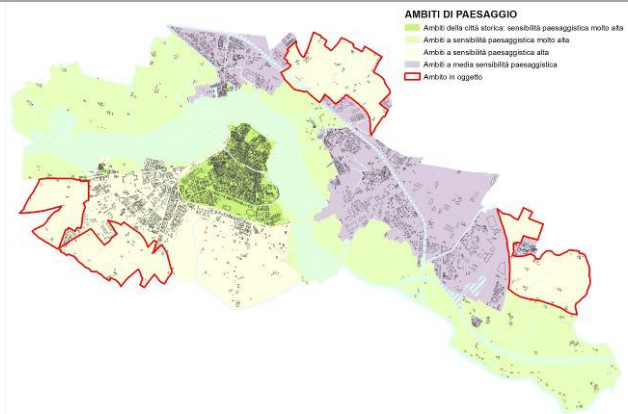 AMBITI DI PAESAGGIO
Ambiti della città storica: sensibilità paesaggistica molto alta
Ambiti a sensibilità paesaggistica molto alta
Ambiti a sensibilità paesaggistica alta
Ambiti a media sensibilità paesaggistica
Ambito in oggetto